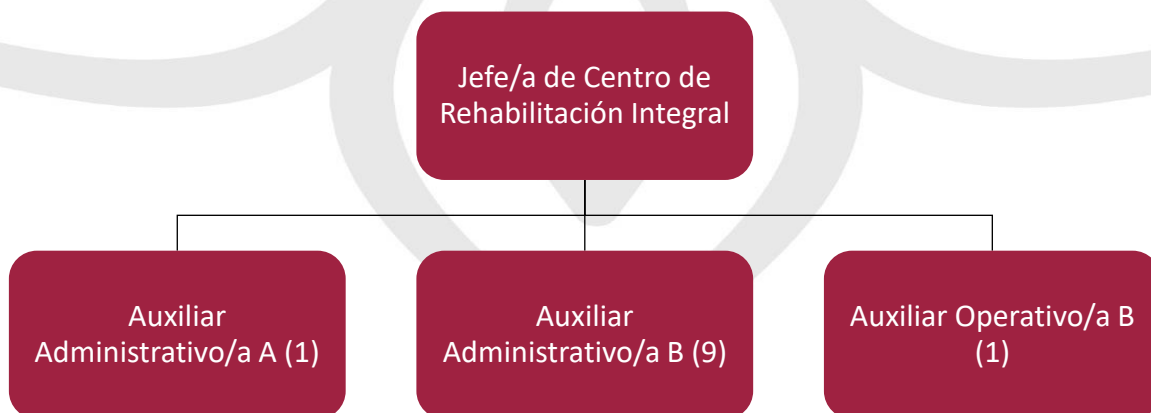 Jefe/a de Centro de
Rehabilitación Integral
Auxiliar
Administrativo/a A (1)
Auxiliar
Administrativo/a B (9)
Auxiliar Operativo/a B
(1)